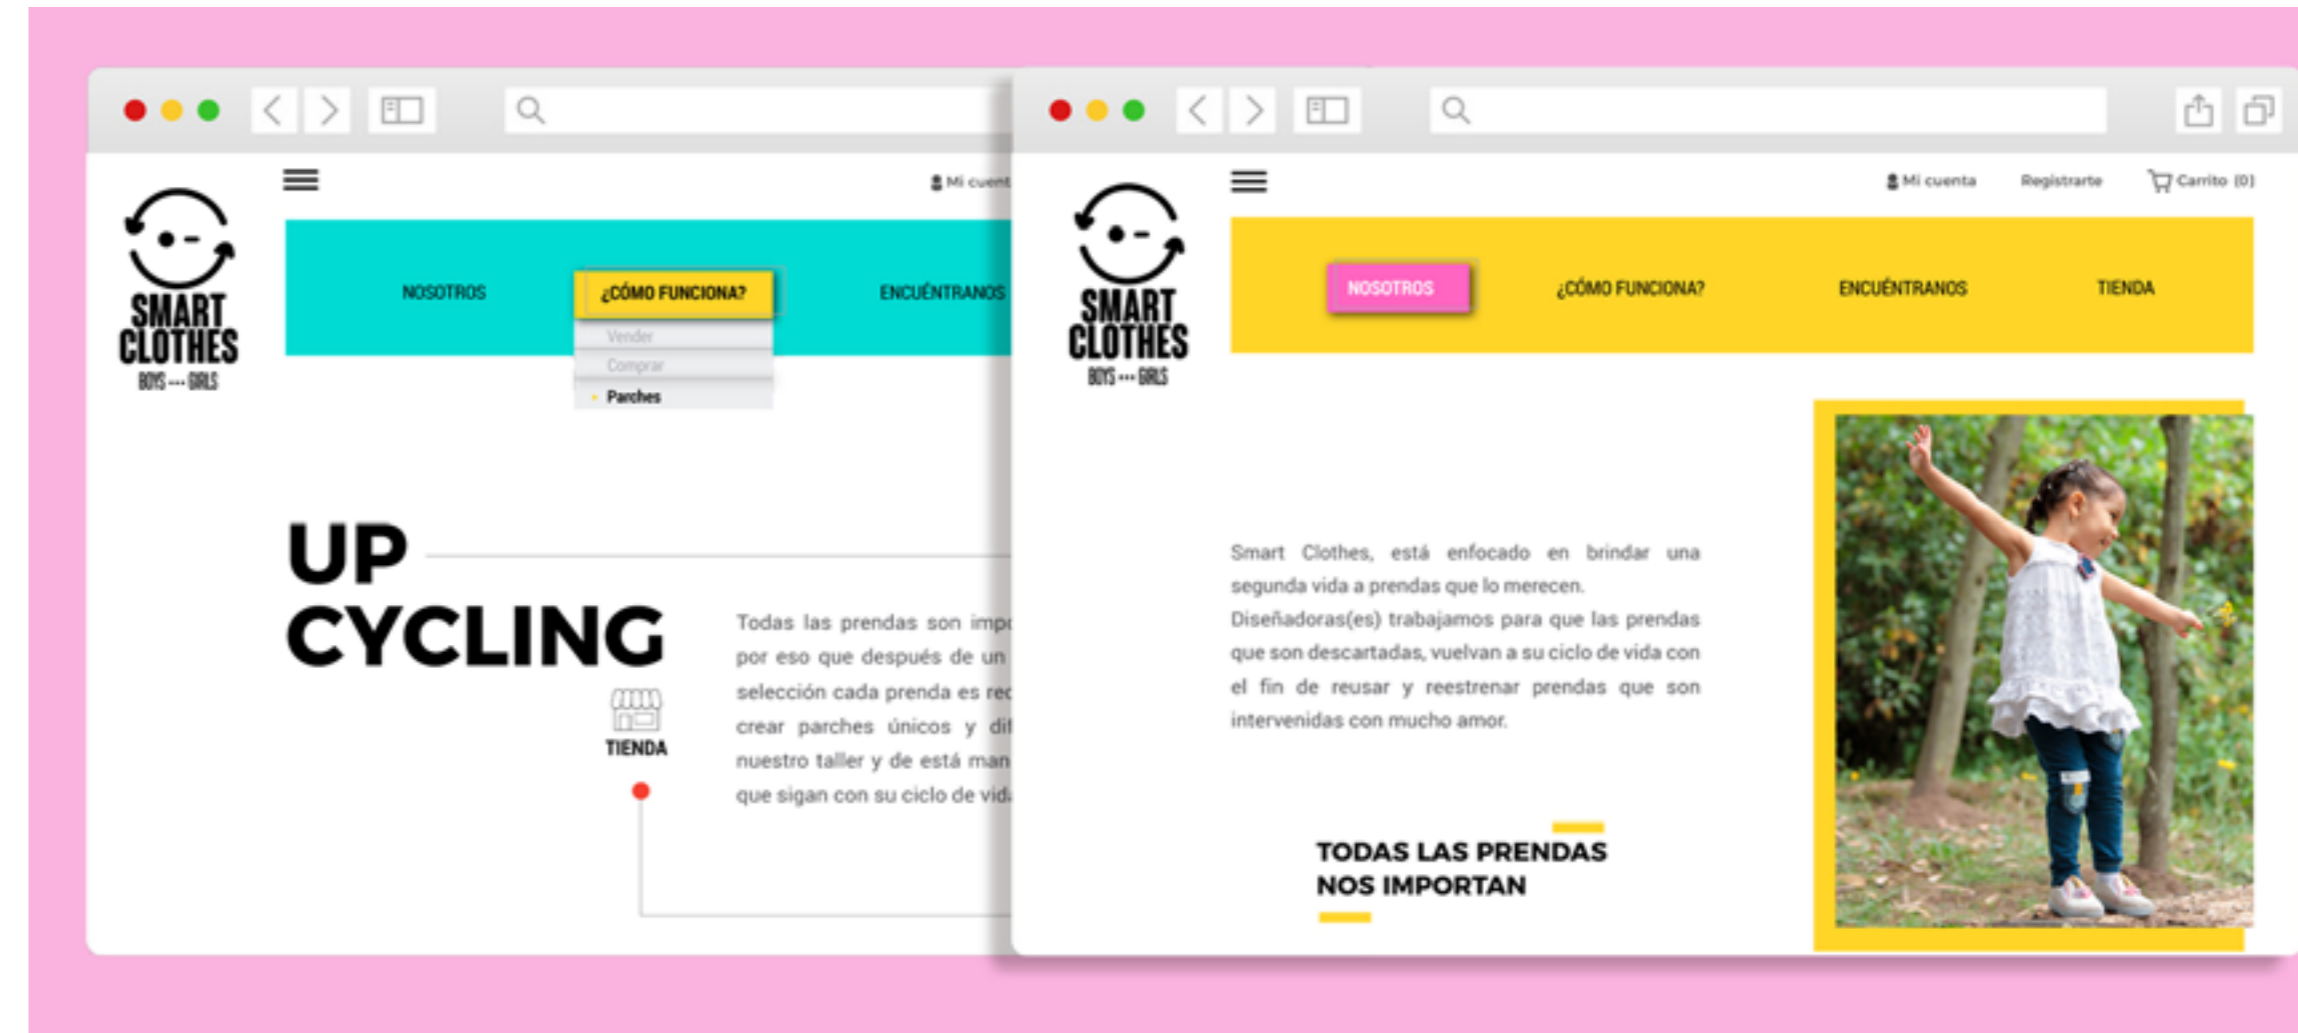 Mi cuent
SMART
CLOTHES
BOYS --- GIRLS
NOSOTROS
¿CÓMO FUNCIONA?
ENCUÉNTRANOS
Vender
Comprar
Parches
UP
CYCLING
TIENDA
Todas las prendas son
por eso que después de un
selección cada prenda es
crear parches únicos y
nuestro taller y de está
que sigan con su ciclo de
Mi cuenta
Registrarte
Carrito (0)
SMART
CLOTHES
BOYS --- GIRLS
NOSOTROS
¿CÓMO FUNCIONA?
ENCUÉNTRANOS
TIENDA
Smart Clothes, está enfocado en brindar una
segunda vida a prendas que lo merecen.
Diseñadoras(es) trabajamos para que las prendas
que son descartadas, vuelvan a su ciclo de vida con
el fin de reusar y reestrenar prendas que son
intervenidas con mucho amor.
TODAS LAS PRENDAS
NOS IMPORTAN